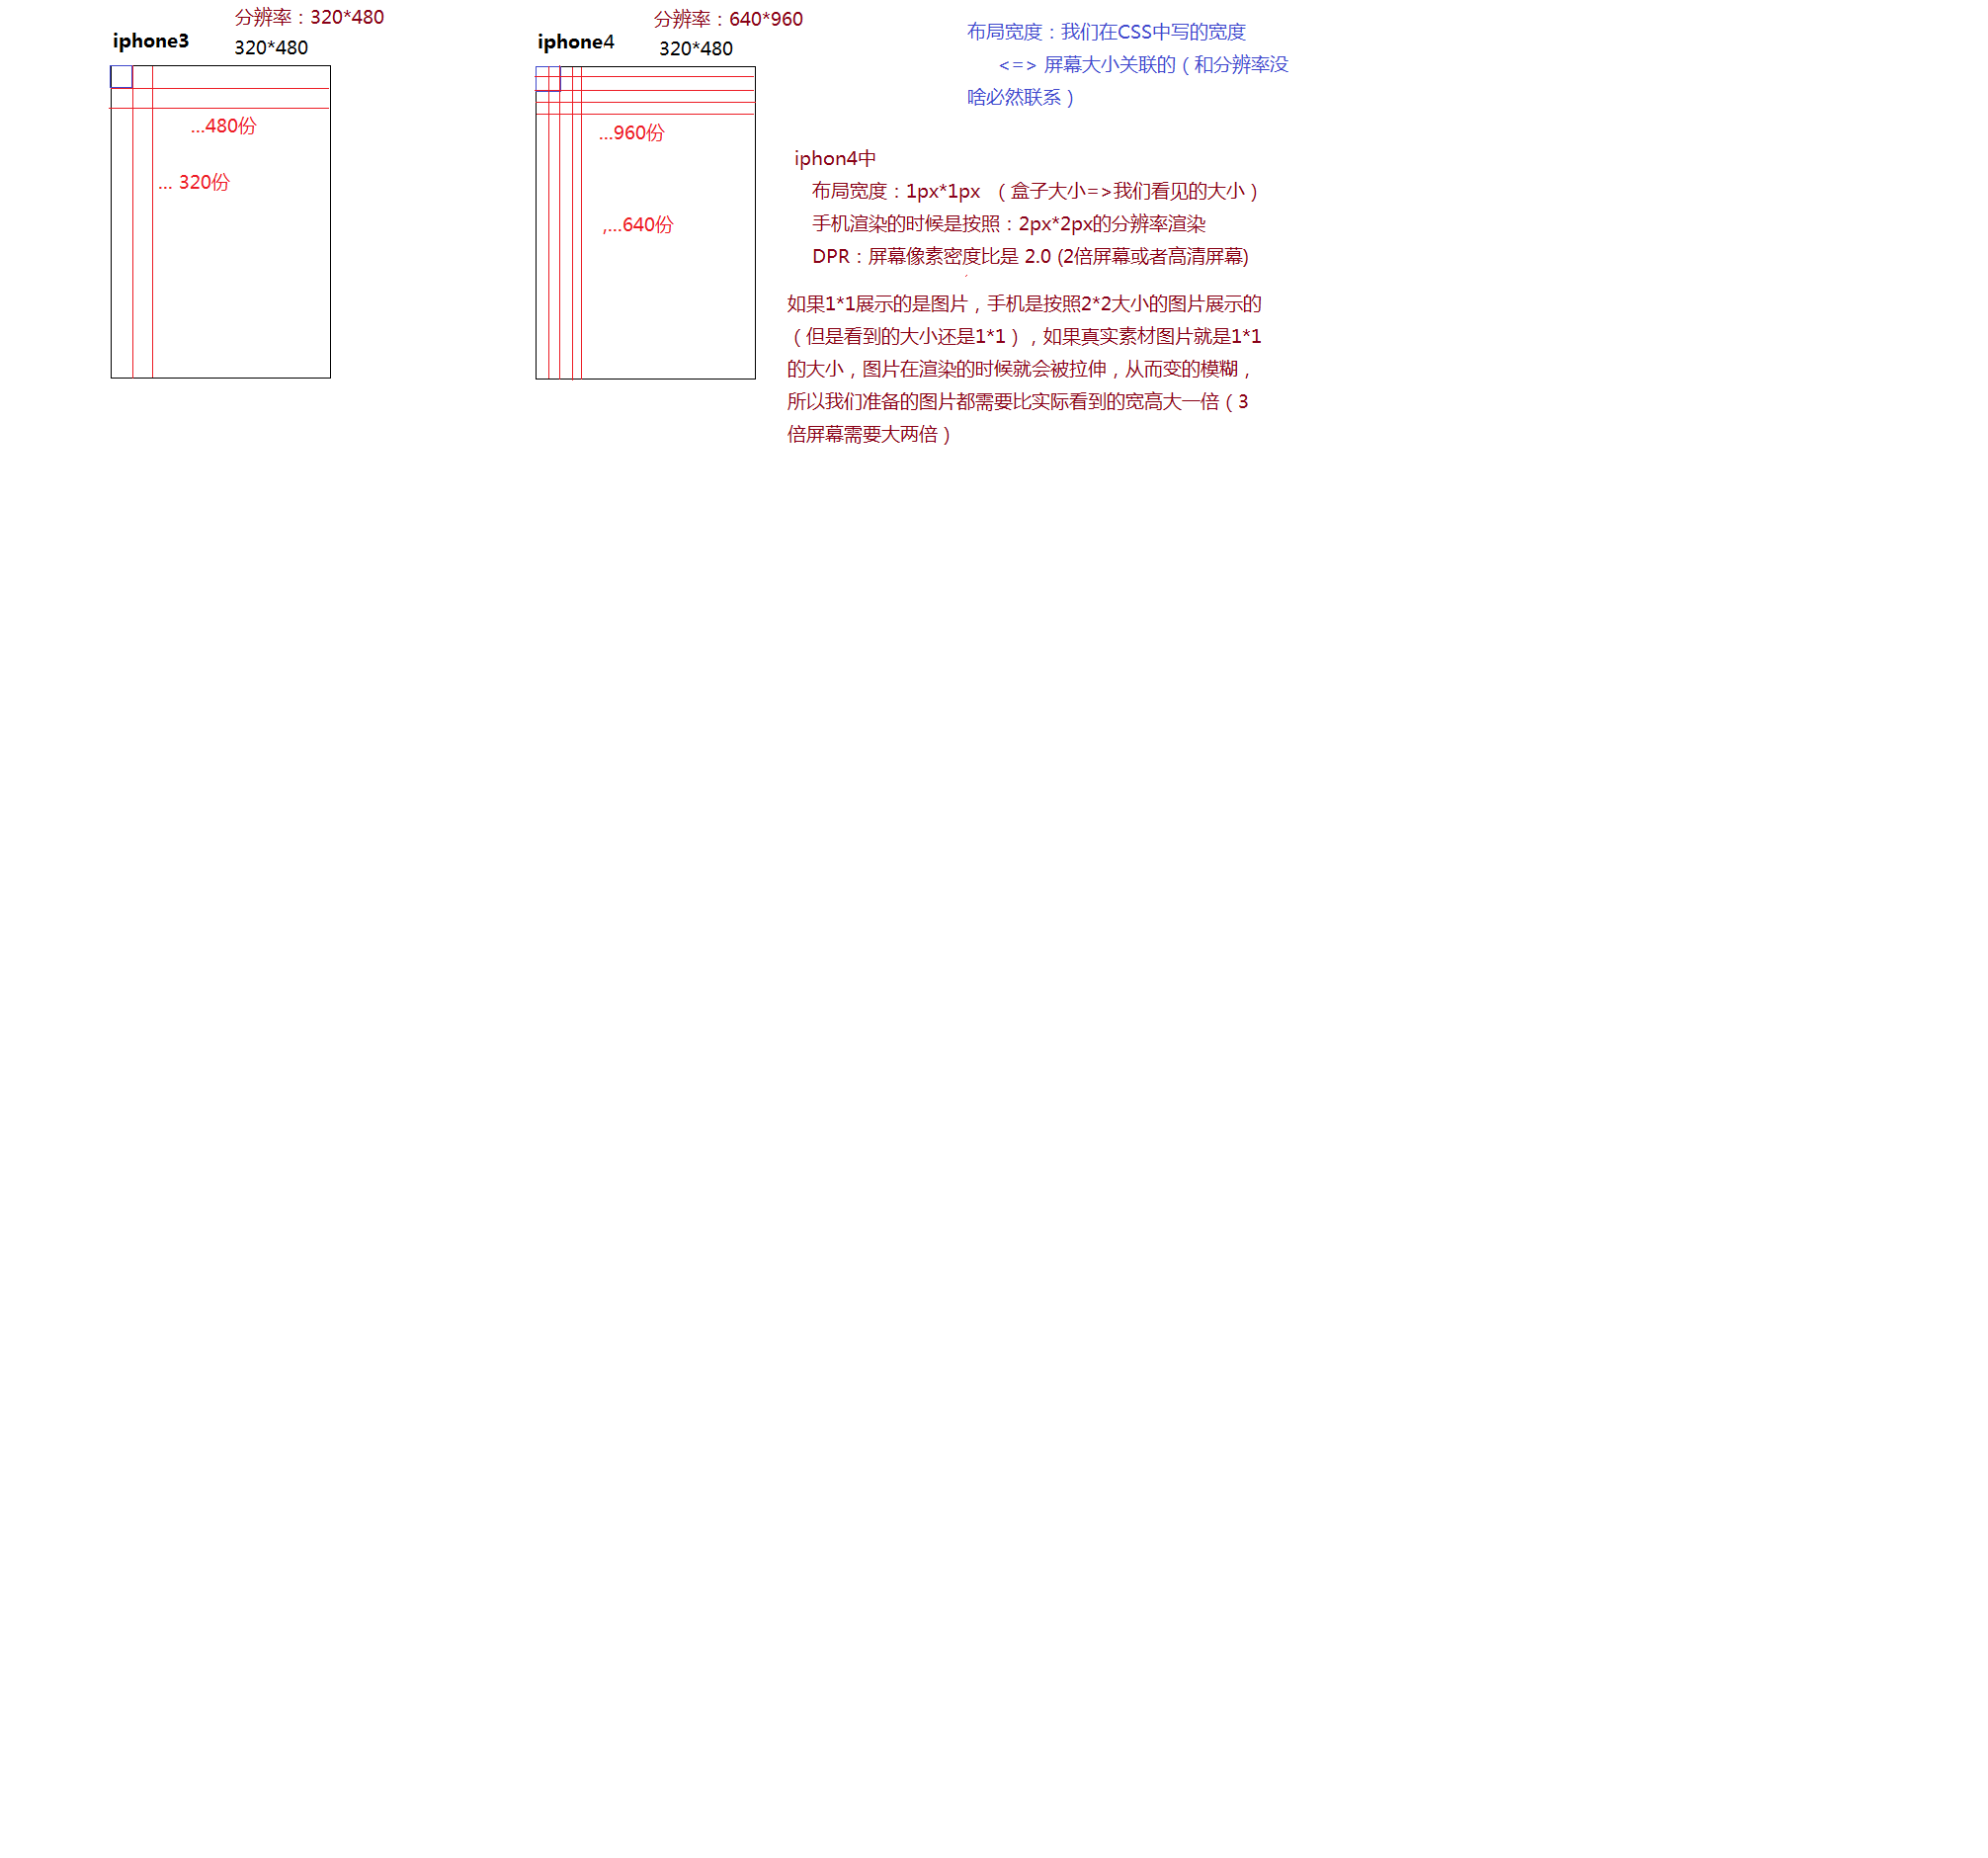 分辨率：320*480
iphone3
320*480
...480份
... 320份
分辨率：640*960
iphone4
320*480
...960份
,...640份
布局宽度：我们在CSS中写的宽度
<=> 屏幕大小关联的（和分辨率没
啥必然联系）
iphon4中
布局宽度：1px*1px （盒子大小=>我们看见的大小）
手机渲染的时候是按照：2px*2px的分辨率渲染
DPR：屏幕像素密度比是 2.0 (2倍屏幕或者高清屏幕)
如果1*1展示的是图片，手机是按照2*2大小的图片展示的
（但是看到的大小还是1*1），如果真实素材图片就是1*1
的大小，图片在渲染的时候就会被拉伸，从而变的模糊，
所以我们准备的图片都需要比实际看到的宽高大一倍（3
倍屏幕需要大两倍）